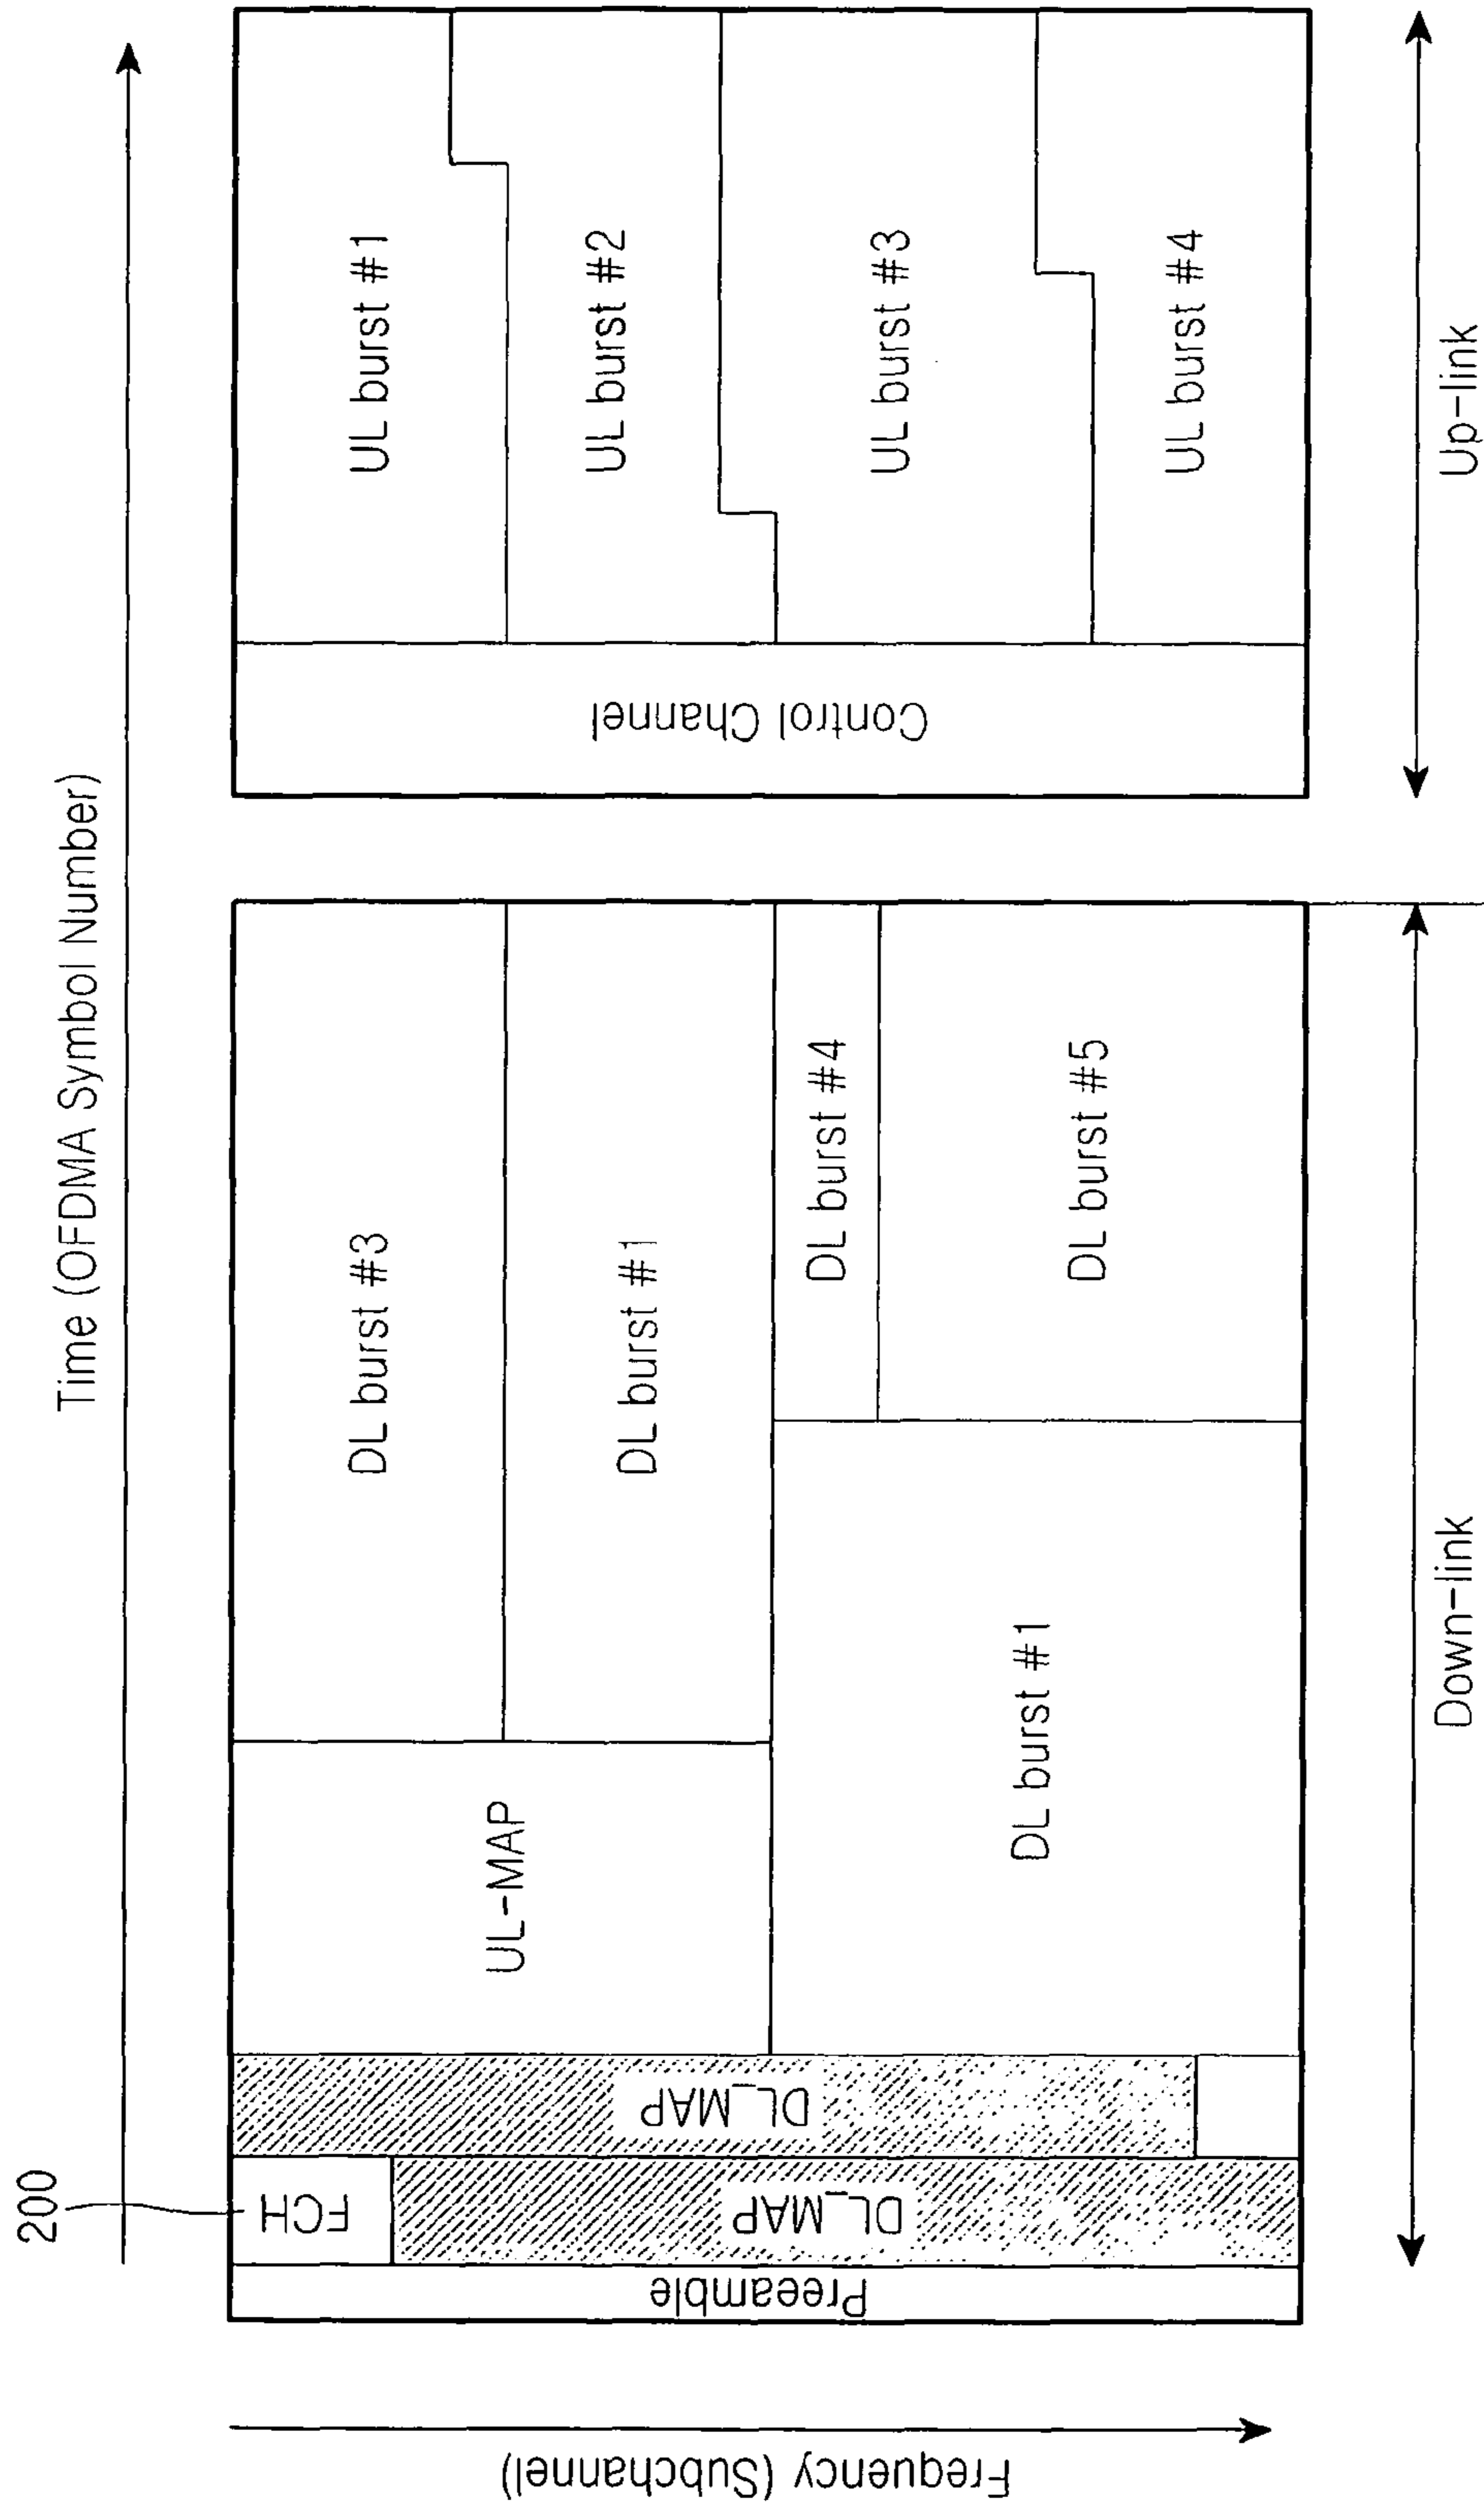 Time (OFDMA Symbol Number)
200
Frequency (Subchannel)
Preeamble
FCH
DL_MAP
DL_MAP
UL-MAP
DL burst #3
DL burst #1
DL burst #1
DL burst #4
DL burst #5
Control Channel
UL burst #1
UL burst #2
UL burst #3
UL burst #4
Down-link
Up-link